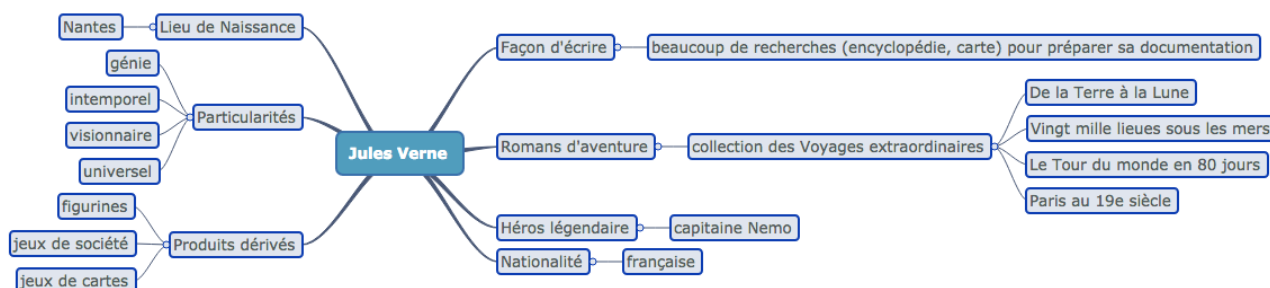 Jules Verne
Lieu de Naissance
Nantes
Particularités
génie
intemporel
visionnaire
universel
Produits dérivés
figurines
jeux de société
jeux de cartes
Façon d'écrire
beaucoup de recherches (encyclopédie, carte) pour préparer sa documentation
Romans d'aventure
collection des Voyages extraordinaires
De la Terre à la Lune
Vingt mille lieues sous les mers
Le Tour du monde en 80 jours
Paris au 19e siècle
Héros légendaire
capitaine Nemo
Nationalité
française